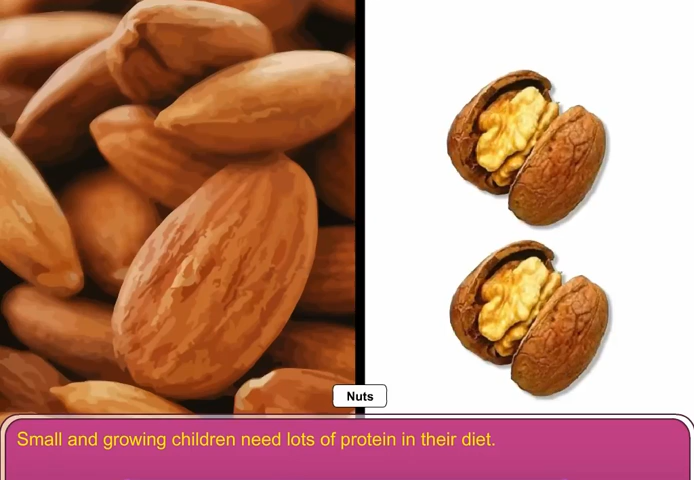 Nuts
Small and growing children need lots of protein in their diet.